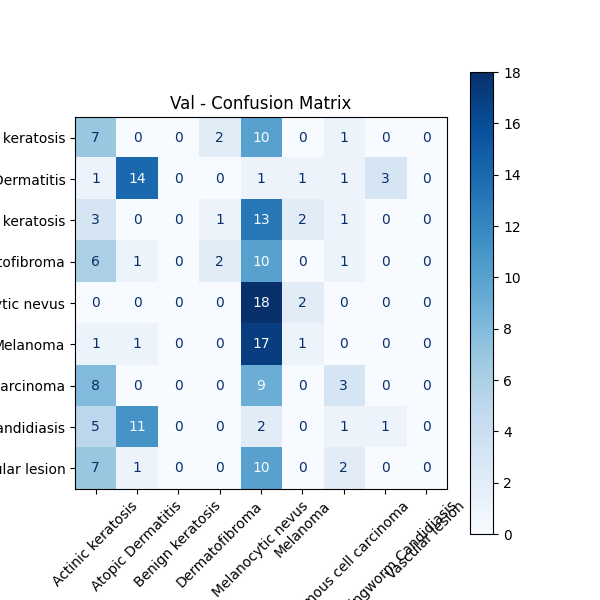 Val - Confusion Matrix
keratosis 7 0 0 2 10 0 1 0 0
Dermatitis 1 14 0 0 1 1 1 3 0
keratosis 3 0 0 1 13 2 1 0 0
tofibroma 6 1 0 2 10 0 1 0 0
tic nevus 0 0 0 0 18 2 0 0 0
Melanoma 1 1 0 0 17 1 0 0 0
arcinoma 8 0 0 0 9 0 3 0 0
andidiasis 5 11 0 0 2 0 1 1 0
lar lesion 7 1 0 0 10 0 2 0 0
Actinic keratosis
Atopic Dermatitis
Benign keratosis
Dermatofibroma
Melanocytic nevus
Melanoma
mous cell carcinoma
ngworm Candidiasis
Vascular lesion
18
16
14
12
10
8
6
4
2
0